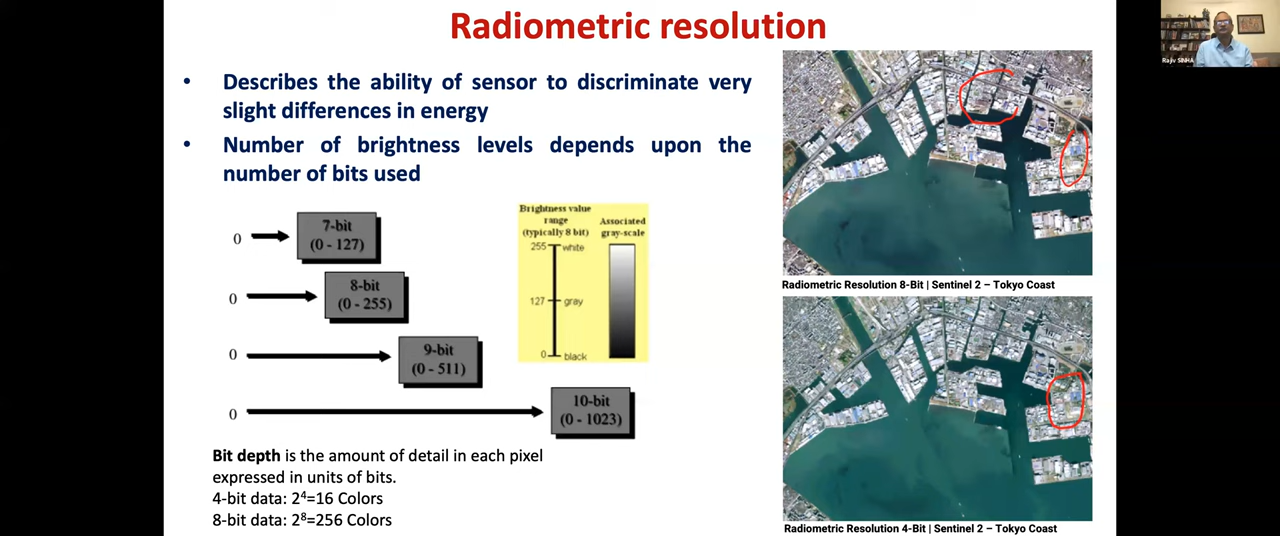 Radiometric resolution
• Describes the ability of sensor to discriminate very
slight differences in energy
• Number of brightness levels depends upon the
number of bits used
0
7-bit
(0 - 127)
0
8-bit
(0 - 255)
0
9-bit
(0 - 511)
0
10-bit
(0 - 1023)
Brightness value
range
(typically 8 bit)
Associated
gray-scale
255 white
127 gray
0 black
Bit depth is the amount of detail in each pixel
expressed in units of bits.
4-bit data: 2⁴=16 Colors
8-bit data: 2⁸=256 Colors
Radiometric Resolution 8-Bit | Sentinel 2 – Tokyo Coast
Radiometric Resolution 4-Bit | Sentinel 2 – Tokyo Coast
Rajiv SINHA